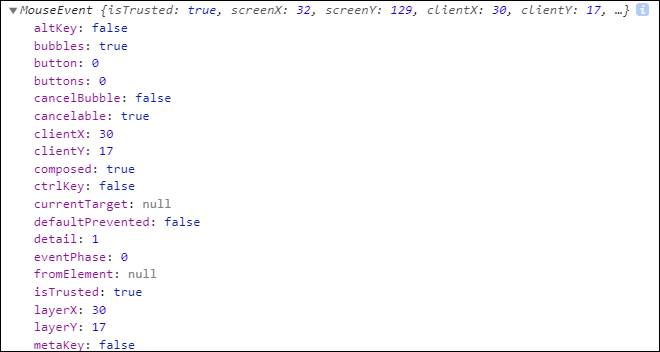 ▼MouseEvent {isTrusted: true, screenX: 32, screenY: 129, clientX: 30, clientY: 17, …} i
altKey: false
bubbles: true
button: 0
buttons: 0
cancelBubble: false
cancelable: true
clientX: 30
clientY: 17
composed: true
ctrlKey: false
currentTarget: null
defaultPrevented: false
detail: 1
eventPhase: 0
fromElement: null
isTrusted: true
layerX: 30
layerY: 17
metaKey: false